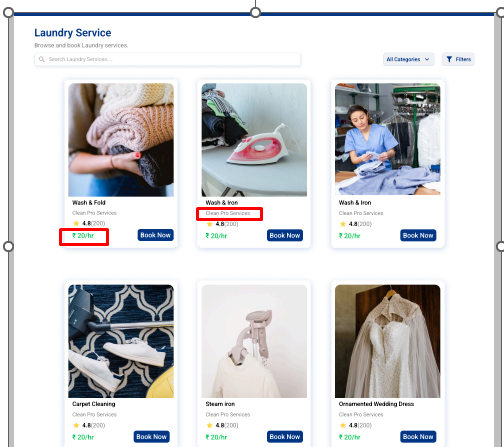 Laundry Service
Browse and book Laundry services.
Search Laundry Services...
All Categories
Filters
Wash & Fold
Clean Pro Services
4.8(200)
₹ 20/hr
Book Now
Wash & Iron
Clean Pro Services
4.8(200)
₹ 20/hr
Book Now
Wash & Iron
Clean Pro Services
4.8(200)
₹ 20/hr
Book Now
Carpet Cleaning
Clean Pro Services
4.8(200)
₹ 20/hr
Book Now
Steam iron
Clean Pro Services
4.8(200)
₹ 20/hr
Book Now
Ornamented Wedding Dress
Clean Pro Services
4.8(200)
₹ 20/hr
Book Now